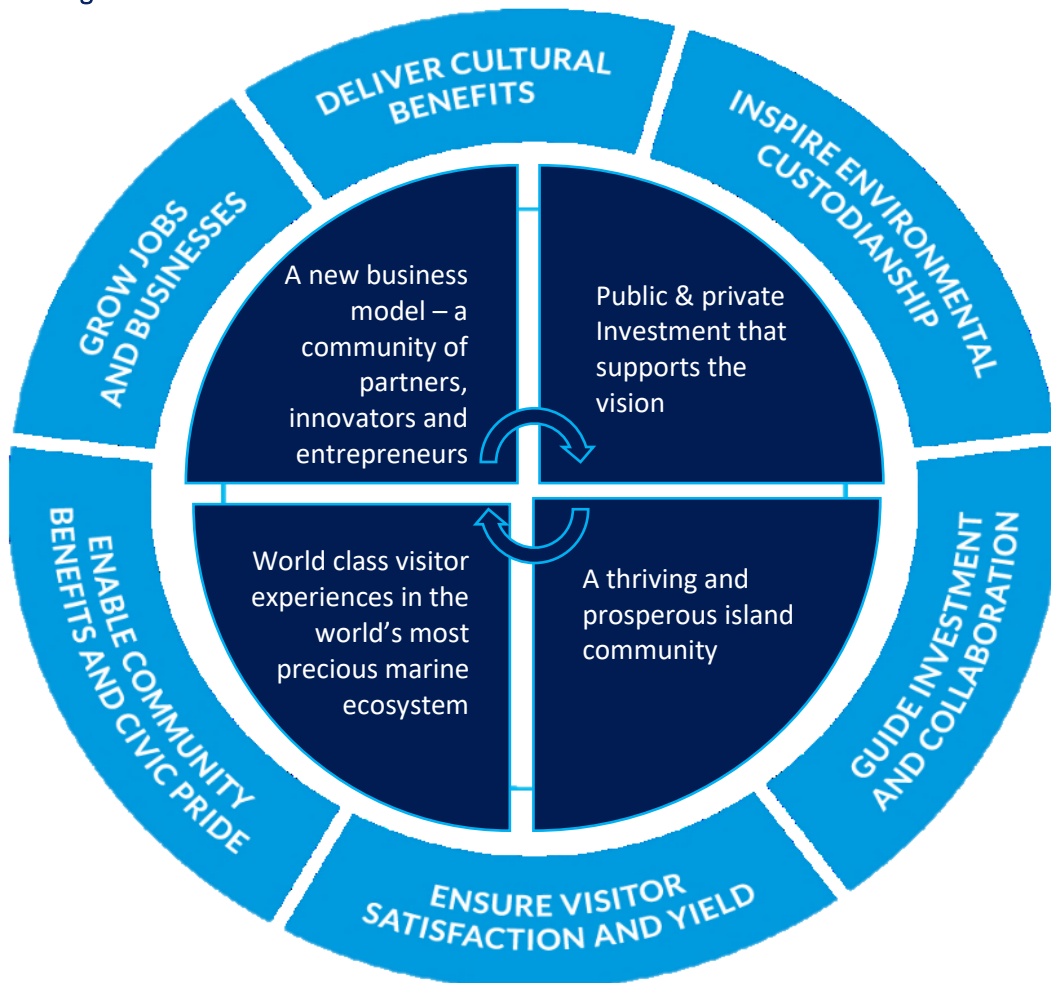 DELIVER CULTURAL
BENEFITS
INSPIRE ENVIRONMENTAL
CUSTODIANSHIP
GUIDE INVESTMENT
AND COLLABORATION
ENSURE VISITOR
SATISFACTION AND YIELD
ENABLE COMMUNITY
BENEFITS AND CIVIC PRIDE
GROW JOBS
AND BUSINESSES
A new business
model – a
community of
partners,
innovators and
entrepreneurs
Public & private
Investment that
supports the
vision
World class visitor
experiences in the
world’s most
precious marine
ecosystem
A thriving and
prosperous island
community